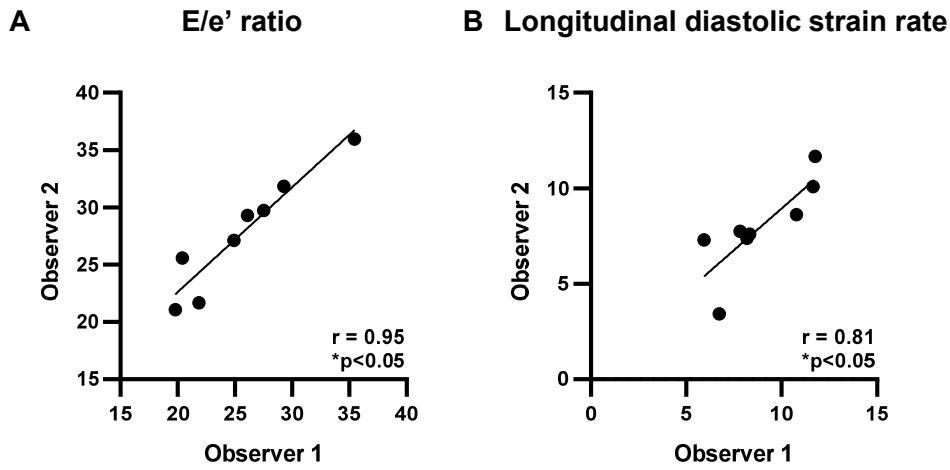 A
E/e’ ratio
40
35
30
25
20
15
Observer 2
r = 0.95
*p<0.05
15 20 25 30 35 40
Observer 1
B
Longitudinal diastolic strain rate
15
10
5
0
Observer 2
r = 0.81
*p<0.05
0 5 10 15
Observer 1